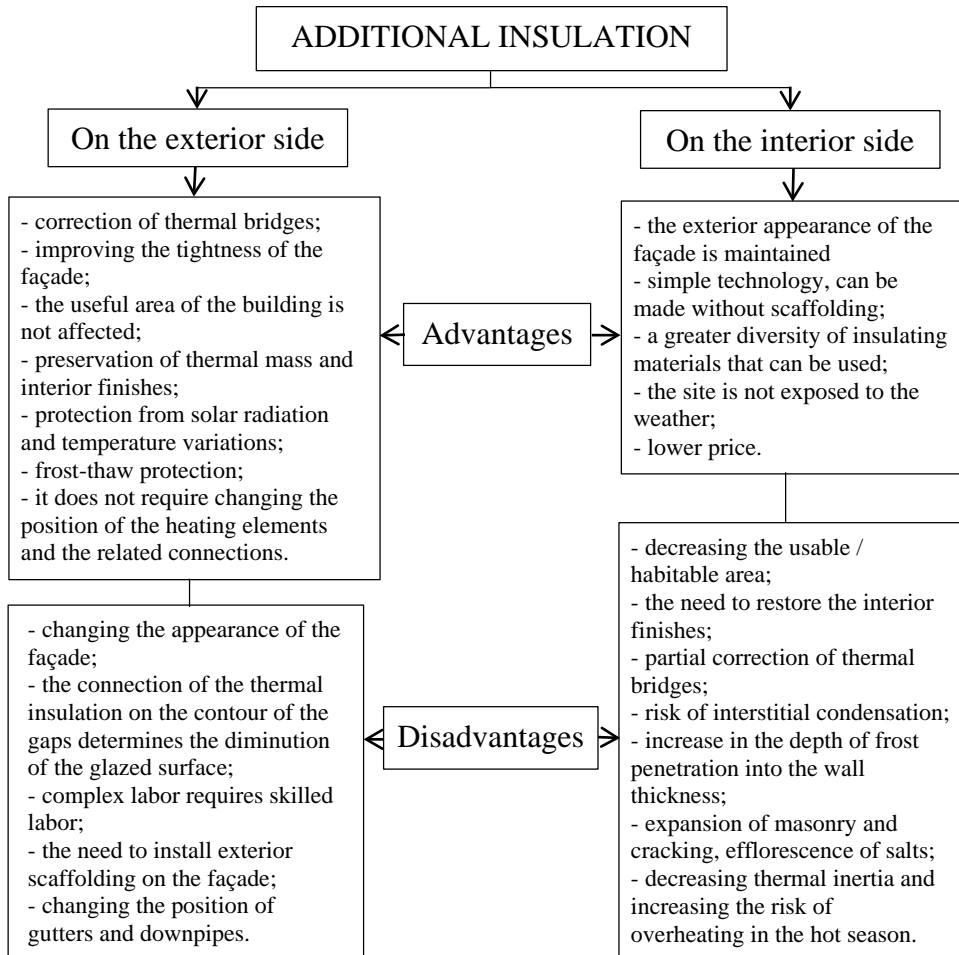 ADDITIONAL INSULATION
On the exterior side
On the interior side
- correction of thermal bridges;
- improving the tightness of the
façade;
- the useful area of the building is
not affected;
- preservation of thermal mass and
interior finishes;
- protection from solar radiation
and temperature variations;
- frost-thaw protection;
- it does not require changing the
position of the heating elements
and the related connections.
Advantages
- the exterior appearance of the
façade is maintained
- simple technology, can be
made without scaffolding;
- a greater diversity of insulating
materials that can be used;
- the site is not exposed to the
weather;
- lower price.
- changing the appearance of the
façade;
- the connection of the thermal
insulation on the contour of the
gaps determines the diminution
of the glazed surface;
- complex labor requires skilled
labor;
- the need to install exterior
scaffolding on the façade;
- changing the position of
gutters and downpipes.
Disadvantages
- decreasing the usable /
habitable area;
- the need to restore the interior
finishes;
- partial correction of thermal
bridges;
- risk of interstitial condensation;
- increase in the depth of frost
penetration into the wall
thickness;
- expansion of masonry and
cracking, efflorescence of salts;
- decreasing thermal inertia and
increasing the risk of
overheating in the hot season.